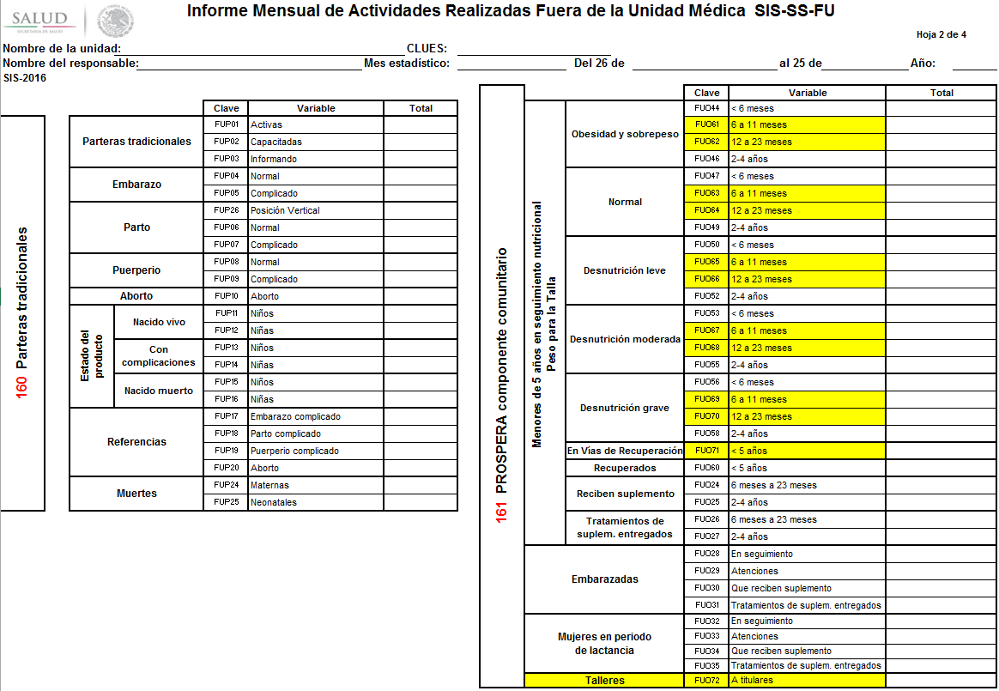 SALUD
SECRETARÍA DE SALUD
Informe Mensual de Actividades Realizadas Fuera de la Unidad Médica SIS-SS-FU
Hoja 2 de 4
Nombre de la unidad: CLUES:
Nombre del responsable: Mes estadístico: Del 26 de al 25 de Año:
SIS-2016
160 Parteras tradicionales
Clave Variable Total
Parteras tradicionales
FUP01 Activas
FUP02 Capacitadas
FUP03 Informando
Embarazo
FUP04 Normal
FUP05 Complicado
Parto
FUP26 Posición Vertical
FUP06 Normal
FUP07 Complicado
Puerperio
FUP08 Normal
FUP09 Complicado
Aborto
FUP10 Aborto
Estado del
producto
Nacido vivo
FUP11 Niños
FUP12 Niñas
Con
complicaciones
FUP13 Niños
FUP14 Niñas
Nacido muerto
FUP15 Niños
FUP16 Niñas
Referencias
FUP17 Embarazo complicado
FUP18 Parto complicado
FUP19 Puerperio complicado
FUP20 Aborto
Muertes
FUP24 Maternas
FUP25 Neonatales
161 PROSPERA componente comunitario
Clave Variable Total
Menores de 5 años en seguimiento nutricional
Peso para la Talla
Obesidad y sobrepeso
FUO44 < 6 meses
FUO61 6 a 11 meses
FUO62 12 a 23 meses
FUO46 2-4 años
Normal
FUO47 < 6 meses
FUO63 6 a 11 meses
FUO64 12 a 23 meses
FUO49 2-4 años
Desnutrición leve
FUO50 < 6 meses
FUO65 6 a 11 meses
FUO66 12 a 23 meses
FUO52 2-4 años
Desnutrición moderada
FUO53 < 6 meses
FUO67 6 a 11 meses
FUO68 12 a 23 meses
FUO55 2-4 años
Desnutrición grave
FUO56 < 6 meses
FUO69 6 a 11 meses
FUO70 12 a 23 meses
FUO58 2-4 años
En Vías de Recuperación
FUO71 < 5 años
Recuperados
FUO60 < 5 años
Reciben suplemento
FUO24 6 meses a 23 meses
FUO25 2-4 años
Tratamientos de
suplem. entregados
FUO26 6 meses a 23 meses
FUO27 2-4 años
Embarazadas
FUO28 En seguimiento
FUO29 Atenciones
FUO30 Que reciben suplemento
FUO31 Tratamientos de suplem. entregados
Mujeres en periodo
de lactancia
FUO32 En seguimiento
FUO33 Atenciones
FUO34 Que reciben suplemento
FUO35 Tratamientos de suplem. entregados
Talleres
FUO72 A titulares